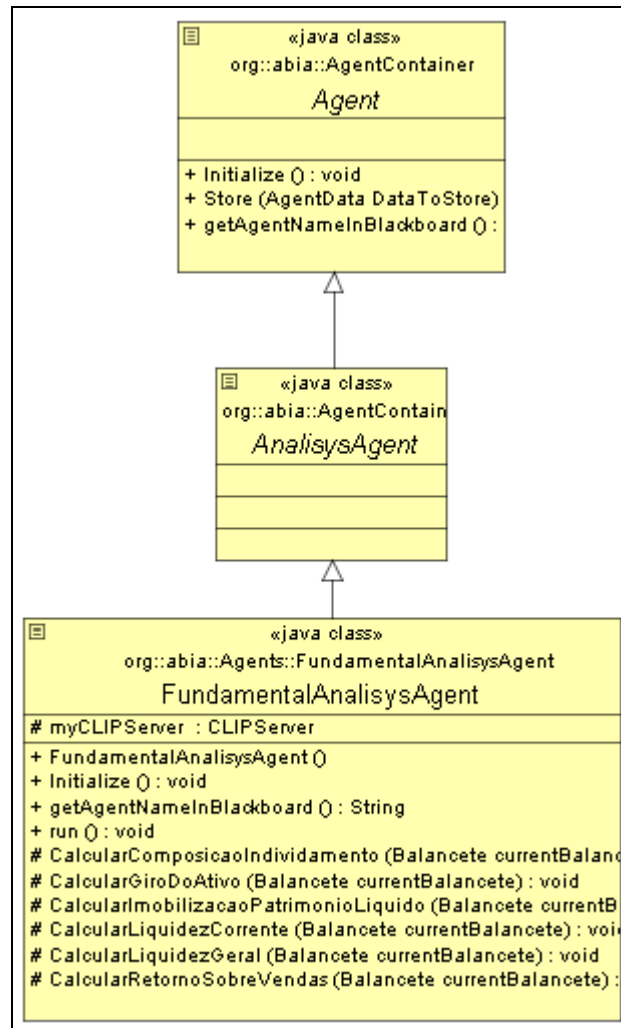 «java class»
org::abia::AgentContainer
Agent
+ Initialize () : void
+ Store (AgentData DataToStore)
+ getAgentNameInBlackboard () :
«java class»
org::abia::AgentContain
AnalisysAgent
«java class»
org::abia::Agents::FundamentalAnalisysAgent
FundamentalAnalisysAgent
# myCLIPServer : CLIPServer
+ FundamentalAnalisysAgent ()
+ Initialize () : void
+ getAgentNameInBlackboard () : String
+ run () : void
# CalcularComposicaoIndividamento (Balancete currentBalanc
# CalcularGiroDoAtivo (Balancete currentBalancete) : void
# CalcularImobilizacaoPatrimonioLiquido (Balancete currentB
# CalcularLiquidezCorrente (Balancete currentBalancete) : voi
# CalcularLiquidezGeral (Balancete currentBalancete) : void
# CalcularRetornoSobreVendas (Balancete currentBalancete) :